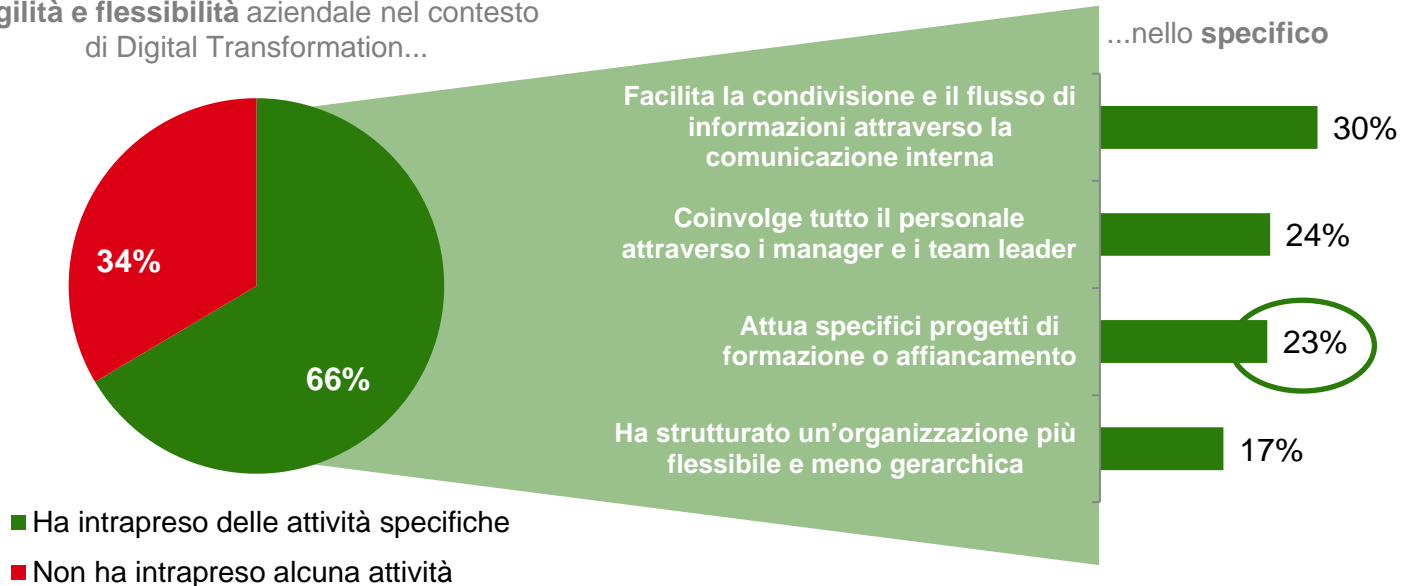 e flessibilità aziendale nel contesto
di Digital Transformation...
...nello specifico
Facilita la condivisione e il flusso di
informazioni attraverso la
comunicazione interna
30%
Coinvolge tutto il personale
attraverso i manager e i team leader
24%
Attua specifici progetti di
formazione o affiancamento
23%
Ha strutturato un’organizzazione più
flessibile e meno gerarchica
17%
34%
66%
Ha intrapreso delle attività specifiche
Non ha intrapreso alcuna attività